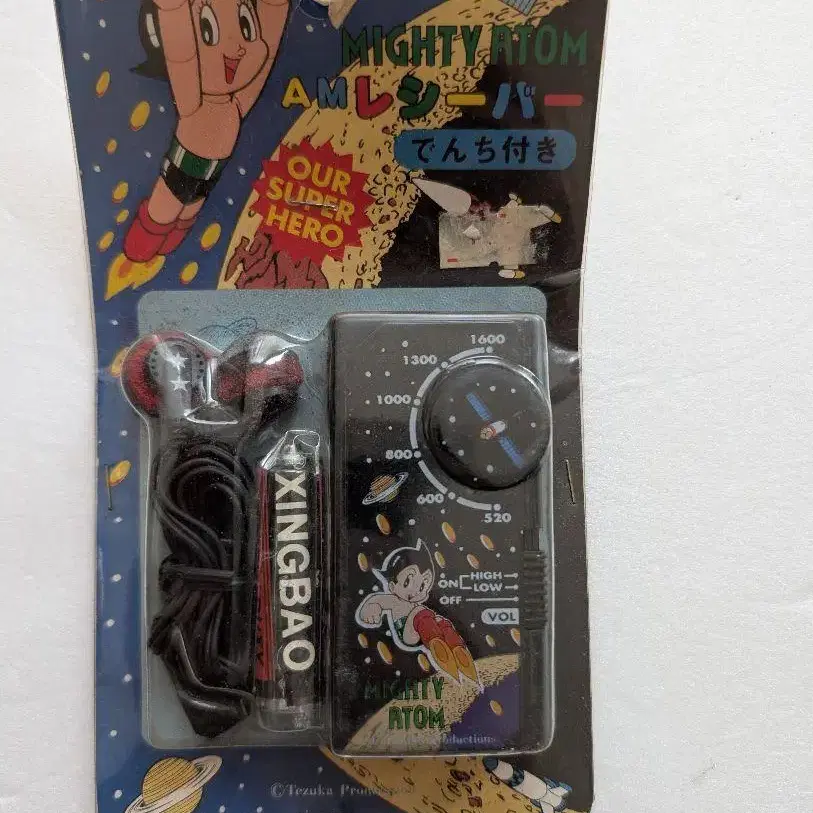 MIGHTY ATOM
AMレシーバー
でんち付き
OUR
SUPER
HERO
1600
1300
1000
800
600
520
XINGBAO
ON
HIGH
LOW
OFF
VOL
MIGHTY
ATOM
©Tezuka